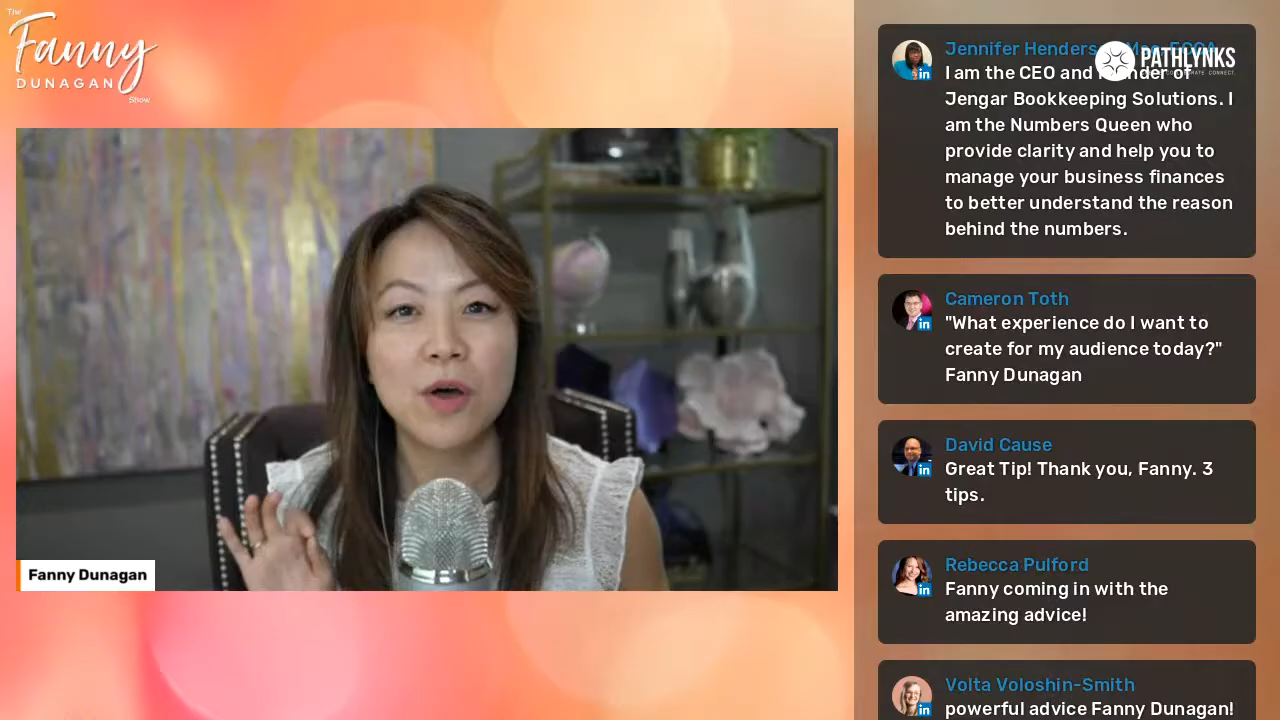 The
Fanny
DUNAGAN
Show
Fanny Dunagan
PATHLYNKS
CONNECT.
Jennifer Henderson
I am the CEO and Founder of
Jengar Bookkeeping Solutions. I
am the Numbers Queen who
provide clarity and help you to
manage your business finances
to better understand the reason
behind the numbers.
Cameron Toth
"What experience do I want to
create for my audience today?"
Fanny Dunagan
David Cause
Great Tip! Thank you, Fanny. 3
tips.
Rebecca Pulford
Fanny coming in with the
amazing advice!
Volta Voloshin-Smith
powerful advice Fanny Dunagan!